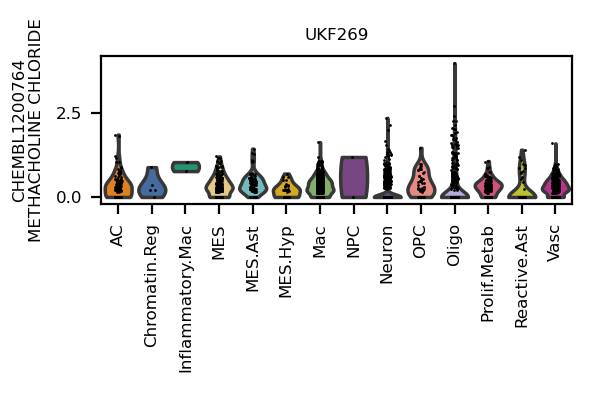 UKF269
CHEMBL1200764
METHACHOLINE CHLORIDE
2.5
0.0
AC
Chromatin.Reg
Inflammatory.Mac
MES
MES.Ast
MES.Hyp
Mac
NPC
Neuron
OPC
Oligo
Prolif.Metab
Reactive.Ast
Vasc